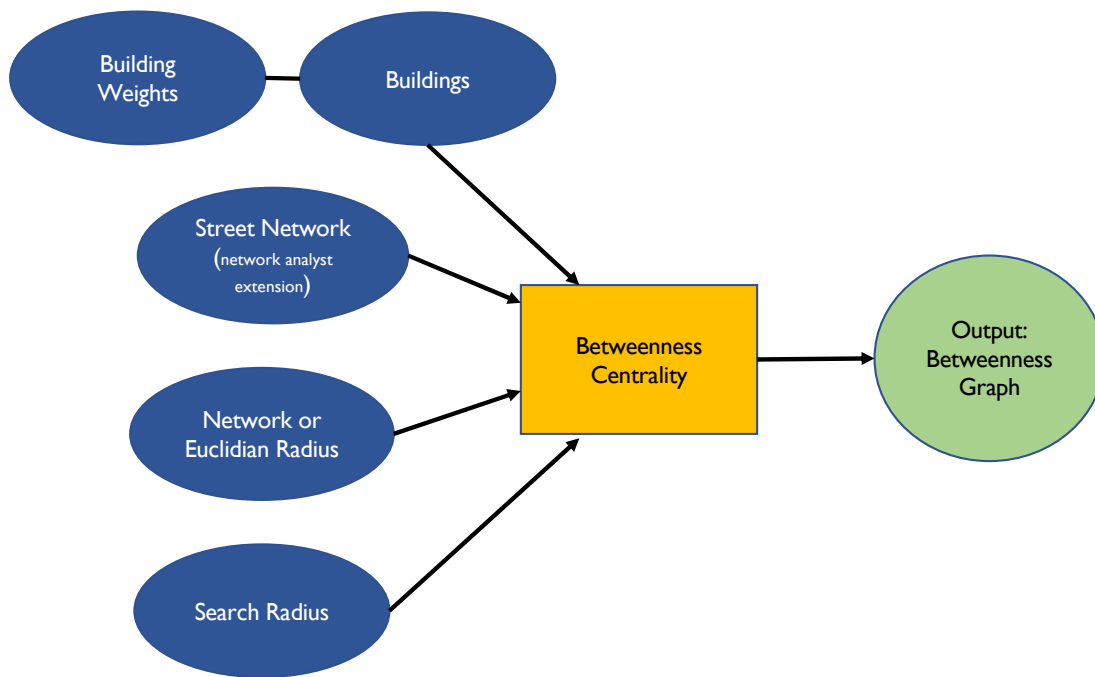 Building
Weights
Buildings
Street Network
(network analyst
extension)
Network or
Euclidian Radius
Search Radius
Betweenness
Centrality
Output:
Betweenness
Graph